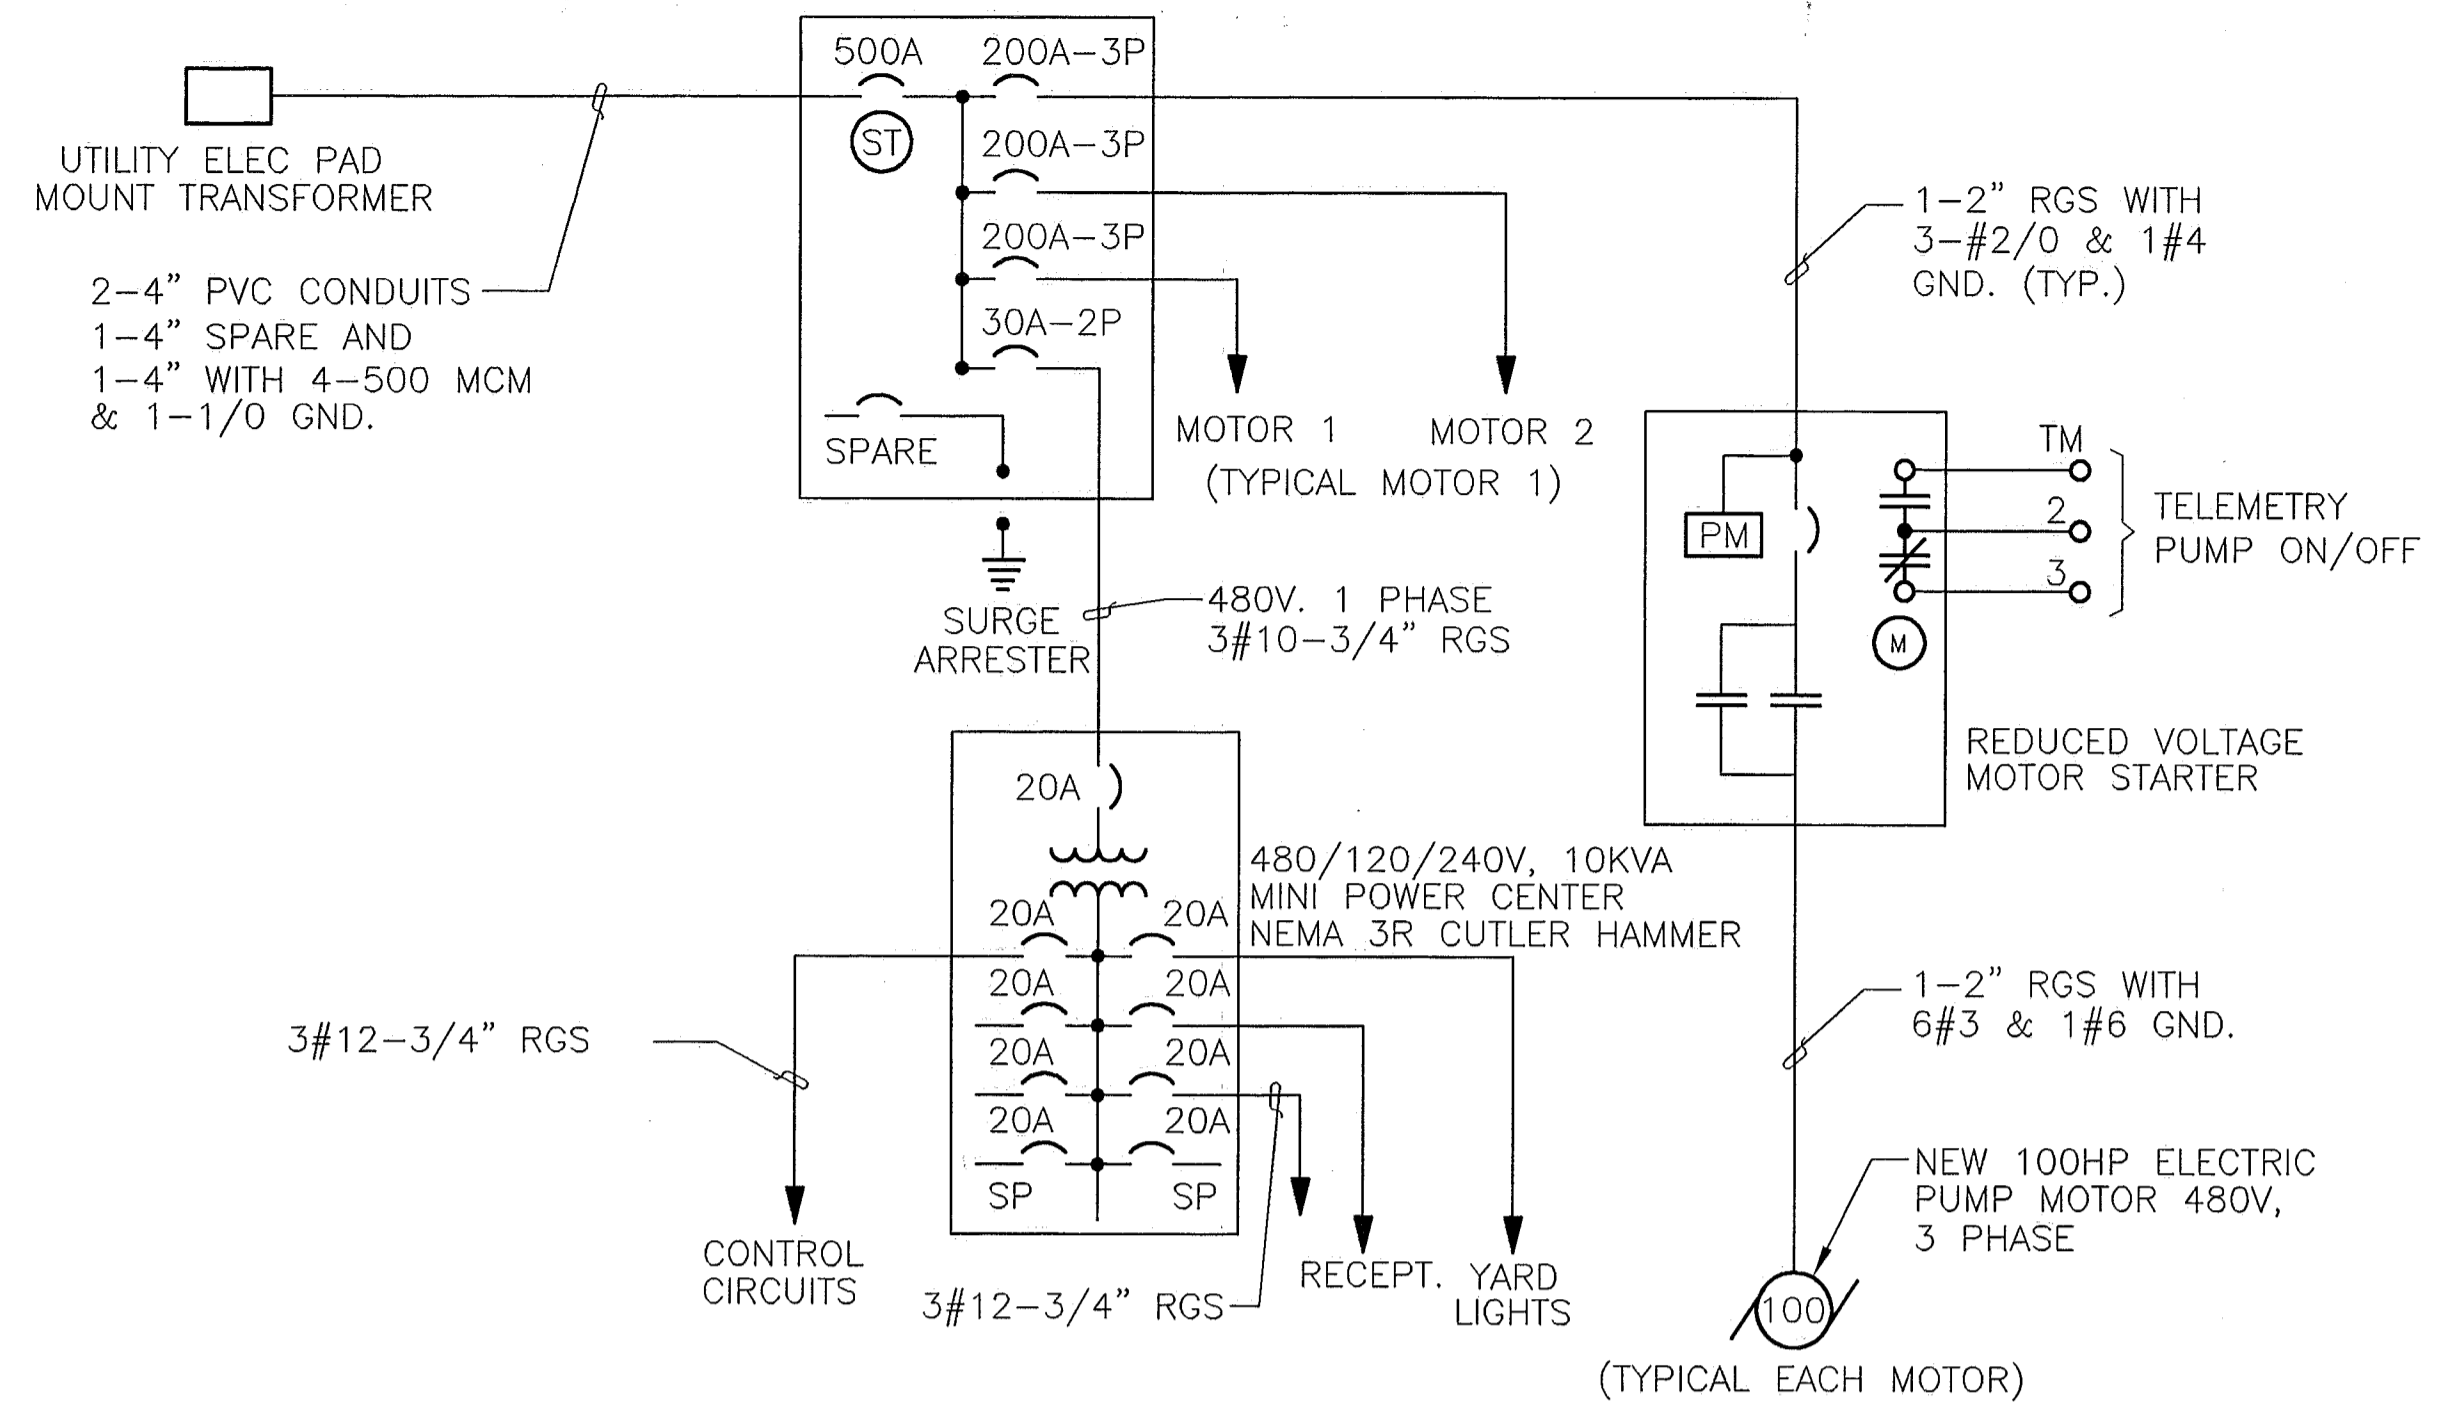 500A
200A-3P
ST
200A-3P
200A-3P
30A-2P
SPARE
UTILITY ELEC PAD
MOUNT TRANSFORMER
2-4" PVC CONDUITS
1-4" SPARE AND
1-4" WITH 4-500 MCM
& 1-1/0 GND.
MOTOR 1
MOTOR 2
(TYPICAL MOTOR 1)
1-2" RGS WITH
3-#2/0 & 1#4
GND. (TYP.)
TM
2
3
TELEMETRY
PUMP ON/OFF
PM
M
REDUCED VOLTAGE
MOTOR STARTER
SURGE
ARRESTER
480V. 1 PHASE
3#10-3/4" RGS
20A
480/120/240V, 10KVA
MINI POWER CENTER
NEMA 3R CUTLER HAMMER
20A 20A
20A 20A
20A 20A
20A 20A
SP SP
3#12-3/4" RGS
CONTROL
CIRCUITS
3#12-3/4" RGS
RECEPT.
YARD
LIGHTS
1-2" RGS WITH
6#3 & 1#6 GND.
NEW 100HP ELECTRIC
PUMP MOTOR 480V,
3 PHASE
100
(TYPICAL EACH MOTOR)